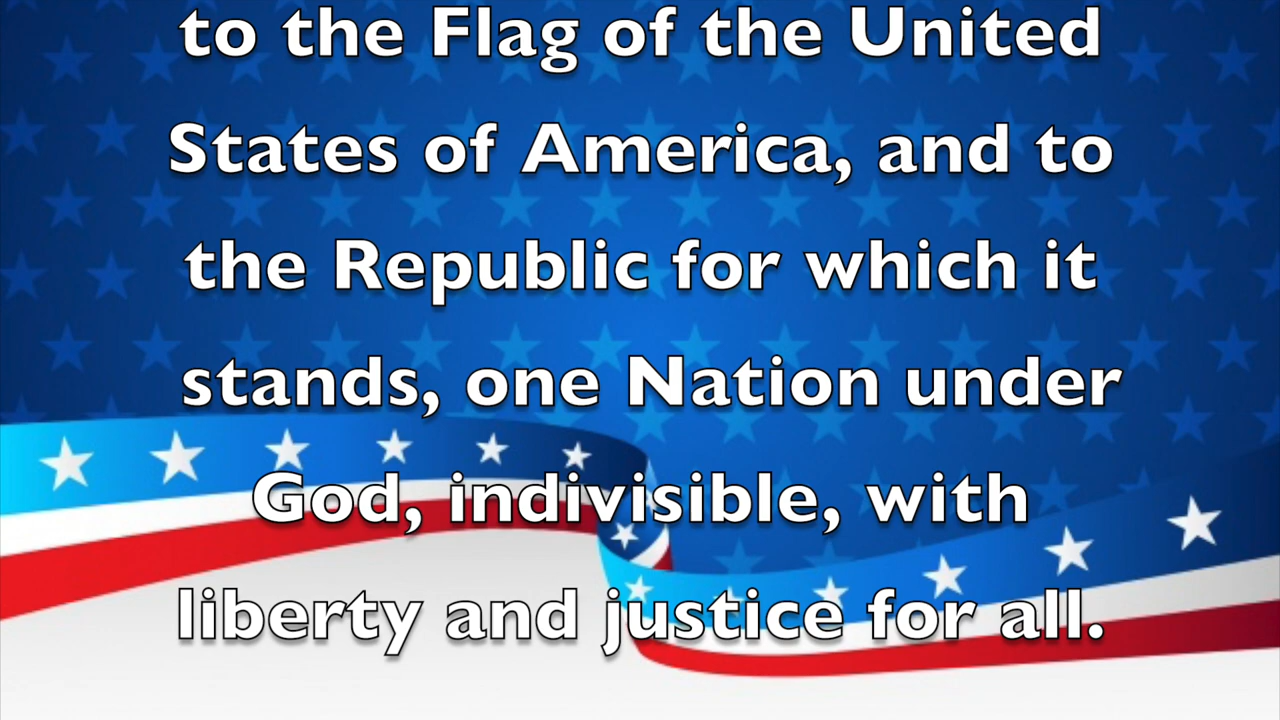 to the Flag of the United
States of America, and to
the Republic for which it
stands, one Nation under
God, indivisible, with
liberty and justice for all.